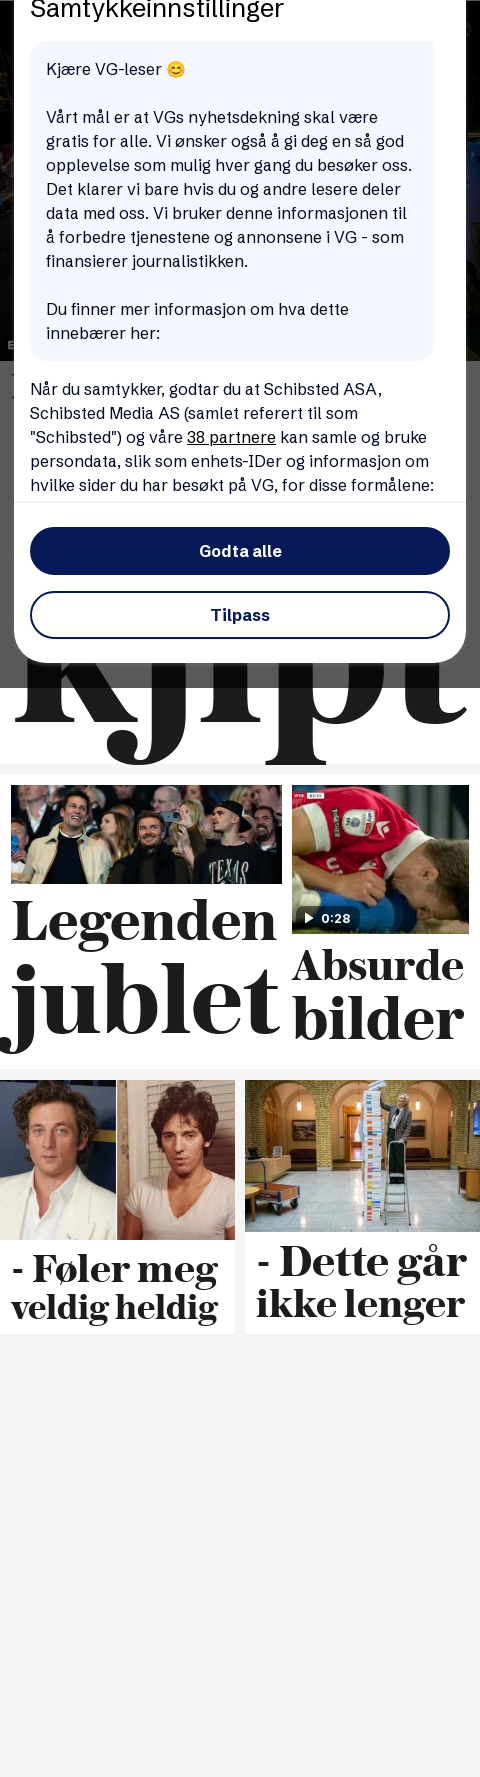 Samtykkeinnstillinger
Kjære VG-leser 😊
Vårt mål er at VGs nyhetsdekning skal være
gratis for alle. Vi ønsker også å gi deg en så god
opplevelse som mulig hver gang du besøker oss.
Det klarer vi bare hvis du og andre lesere deler
data med oss. Vi bruker denne informasjonen til
å forbedre tjenestene og annonsene i VG - som
finansierer journalistikken.
Du finner mer informasjon om hva dette
innebærer her:
Når du samtykker, godtar du at Schibsted ASA,
Schibsted Media AS (samlet referert til som
"Schibsted") og våre 38 partnere kan samle og bruke
persondata, slik som enhets-IDer og informasjon om
hvilke sider du har besøkt på VG, for disse formålene:
Godta alle
Tilpass
kjipt
TEXAS
0:28
Legenden
jublet
Absurde
bilder
- Føler meg
veldig heldig
- Dette går
ikke lenger